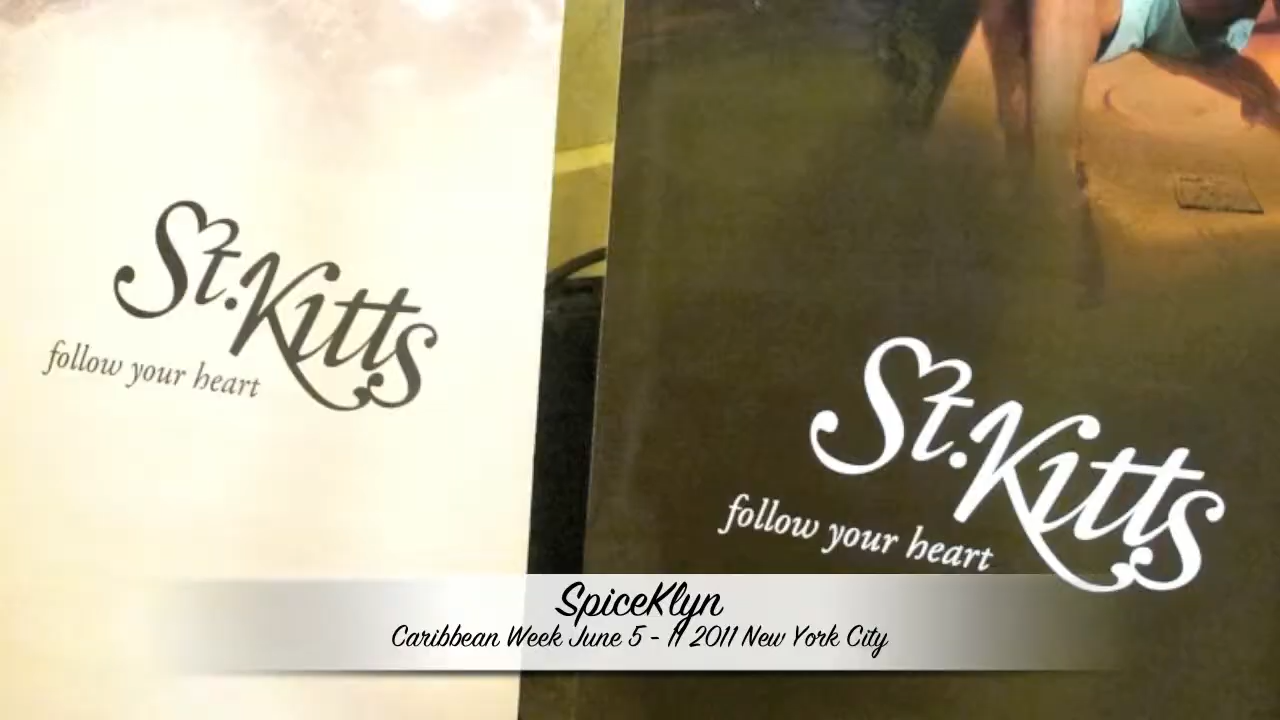 St. Kitts
follow your heart
St. Kitts
follow your heart
SpiceKlyn
Caribbean Week June 5 - 11 2011 New York City